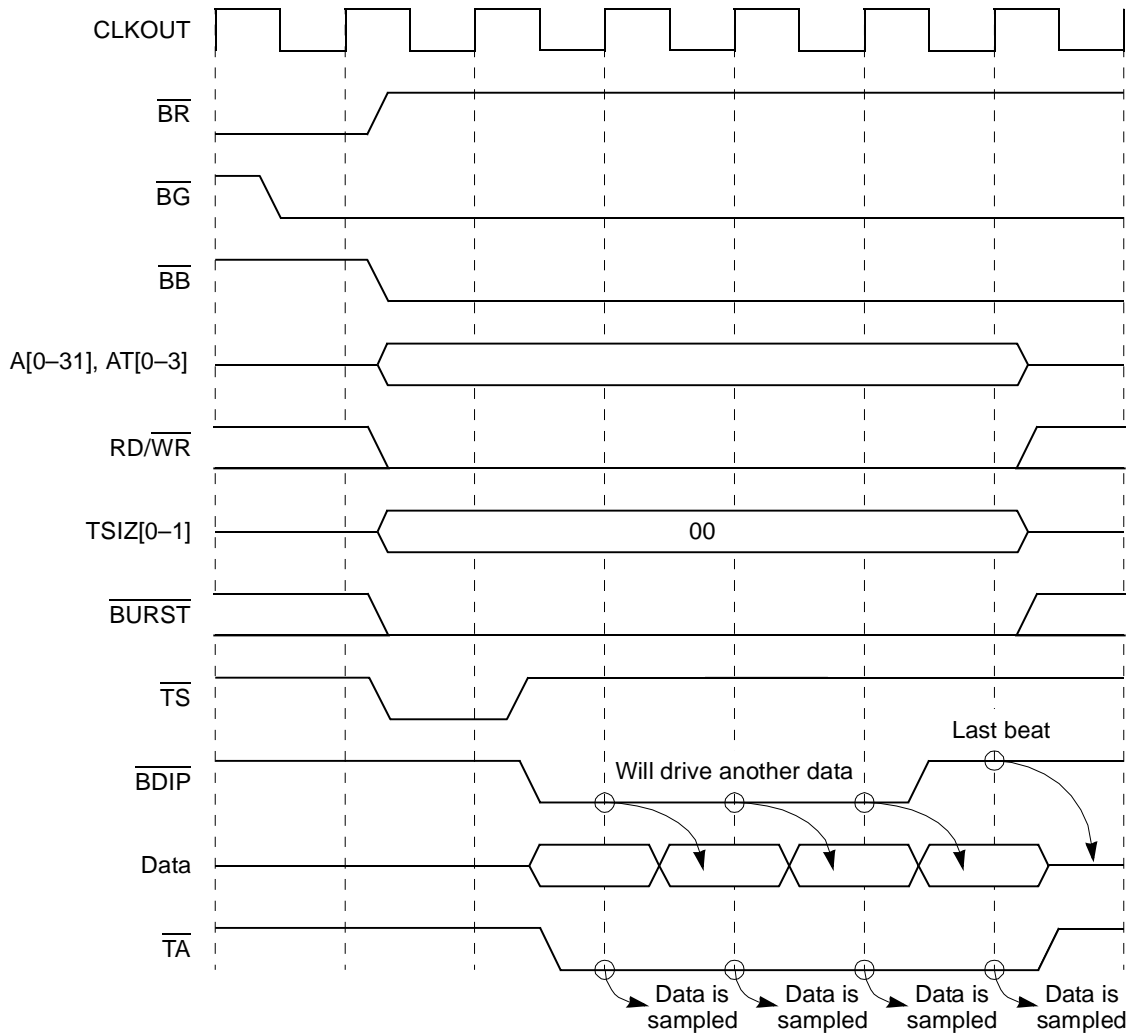 CLKOUT
BR
BG
BB
A[0–31], AT[0–3]
RD/WR
TSIZ[0–1]
00
BURST
TS
Last beat
BDIP
Will drive another data
Data
TA
Data is
sampled
Data is
sampled
Data is
sampled
Data is
sampled